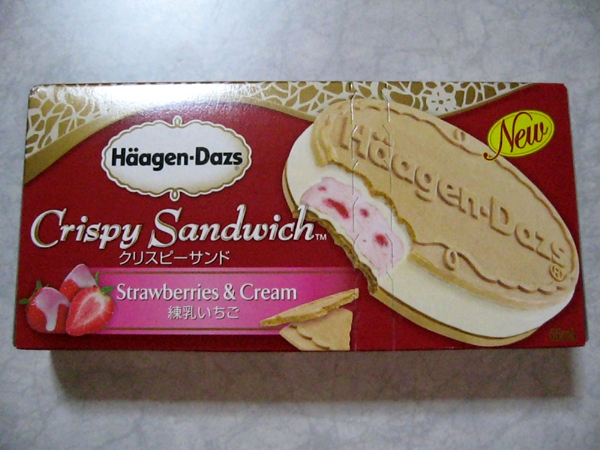 Häagen-Dazs
New
Häagen-Dazs®
Crispy Sandwich™
クリスピーサンド
Strawberries & Cream
練乳いちご